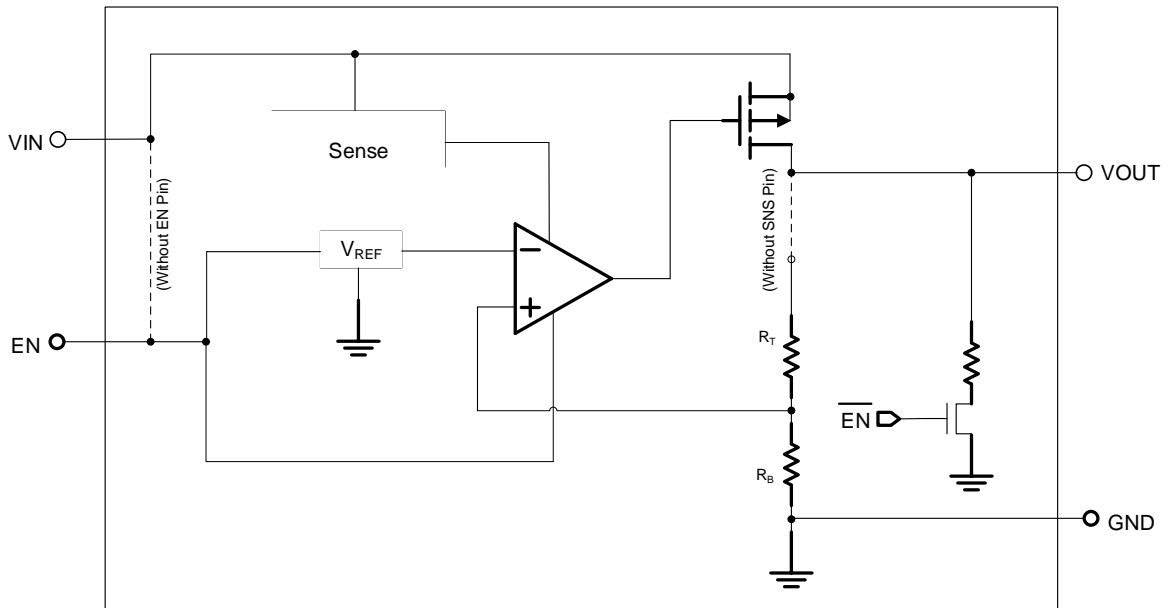 VIN
Sense
(Without EN Pin)
VREF
−
+
EN
(Without SNS Pin)
VOUT
RT
EN
RB
GND